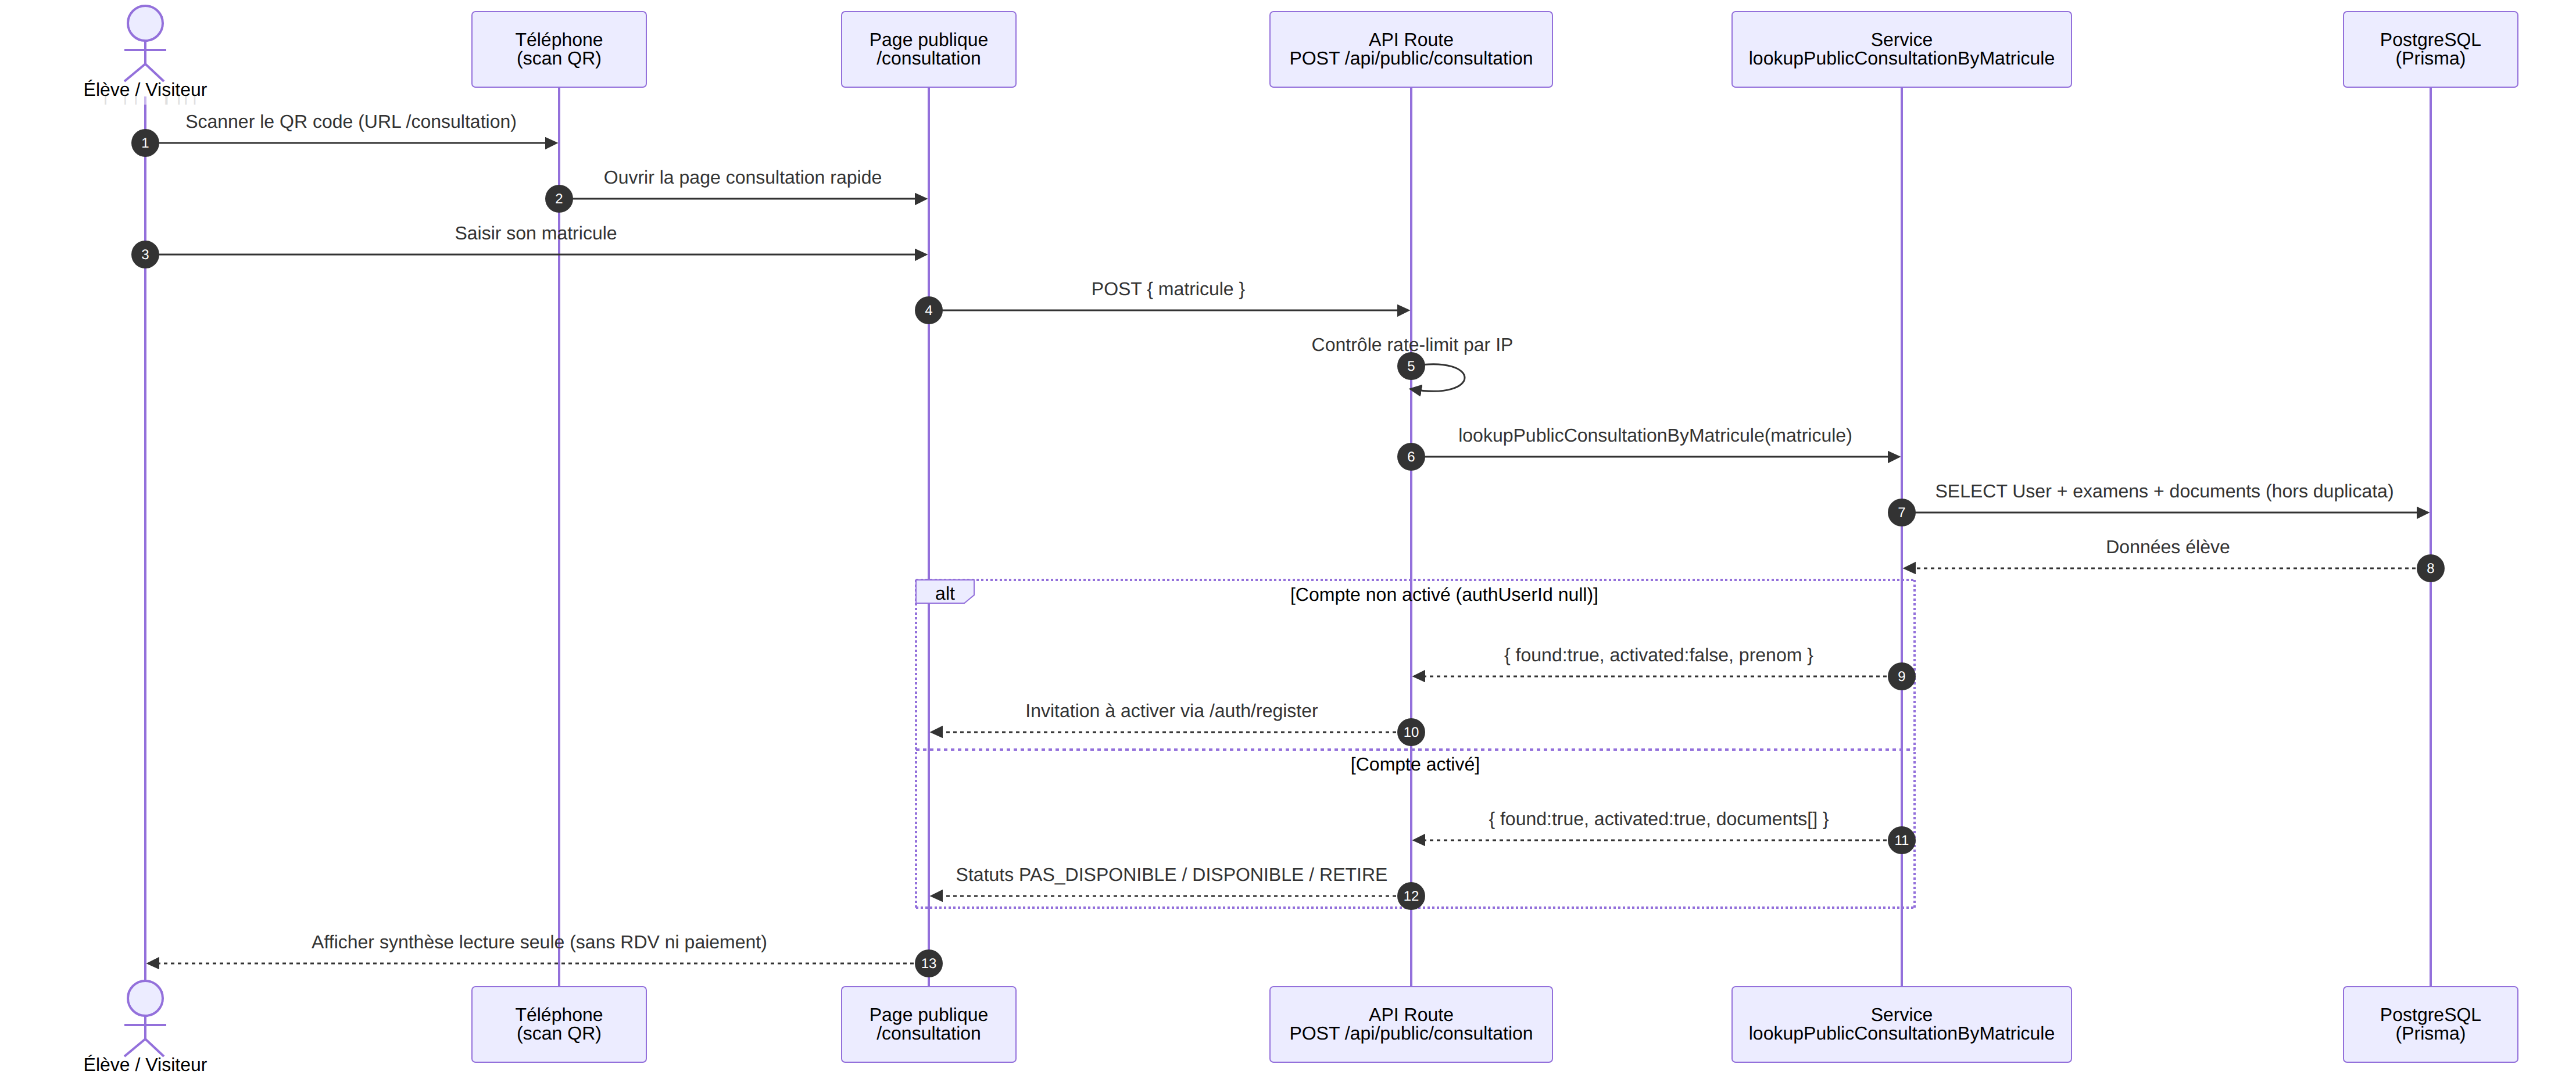 Élève / Visiteur
Téléphone
(scan QR)
Page publique
/consultation
API Route
POST /api/public/consultation
Service
lookupPublicConsultationByMatricule
PostgreSQL
(Prisma)
Scanner le QR code (URL /consultation)
1
Ouvrir la page consultation rapide
2
Saisir son matricule
3
POST { matricule }
4
Contrôle rate-limit par IP
5
lookupPublicConsultationByMatricule(matricule)
6
SELECT User + examens + documents (hors duplicata)
7
Données élève
8
alt
[Compte non activé (authUserId null)]
{ found:true, activated:false, prenom }
9
Invitation à activer via /auth/register
10
[Compte activé]
{ found:true, activated:true, documents[] }
11
Statuts PAS_DISPONIBLE / DISPONIBLE / RETIRE
12
Afficher synthèse lecture seule (sans RDV ni paiement)
13
Élève / Visiteur
Téléphone
(scan QR)
Page publique
/consultation
API Route
POST /api/public/consultation
Service
lookupPublicConsultationByMatricule
PostgreSQL
(Prisma)